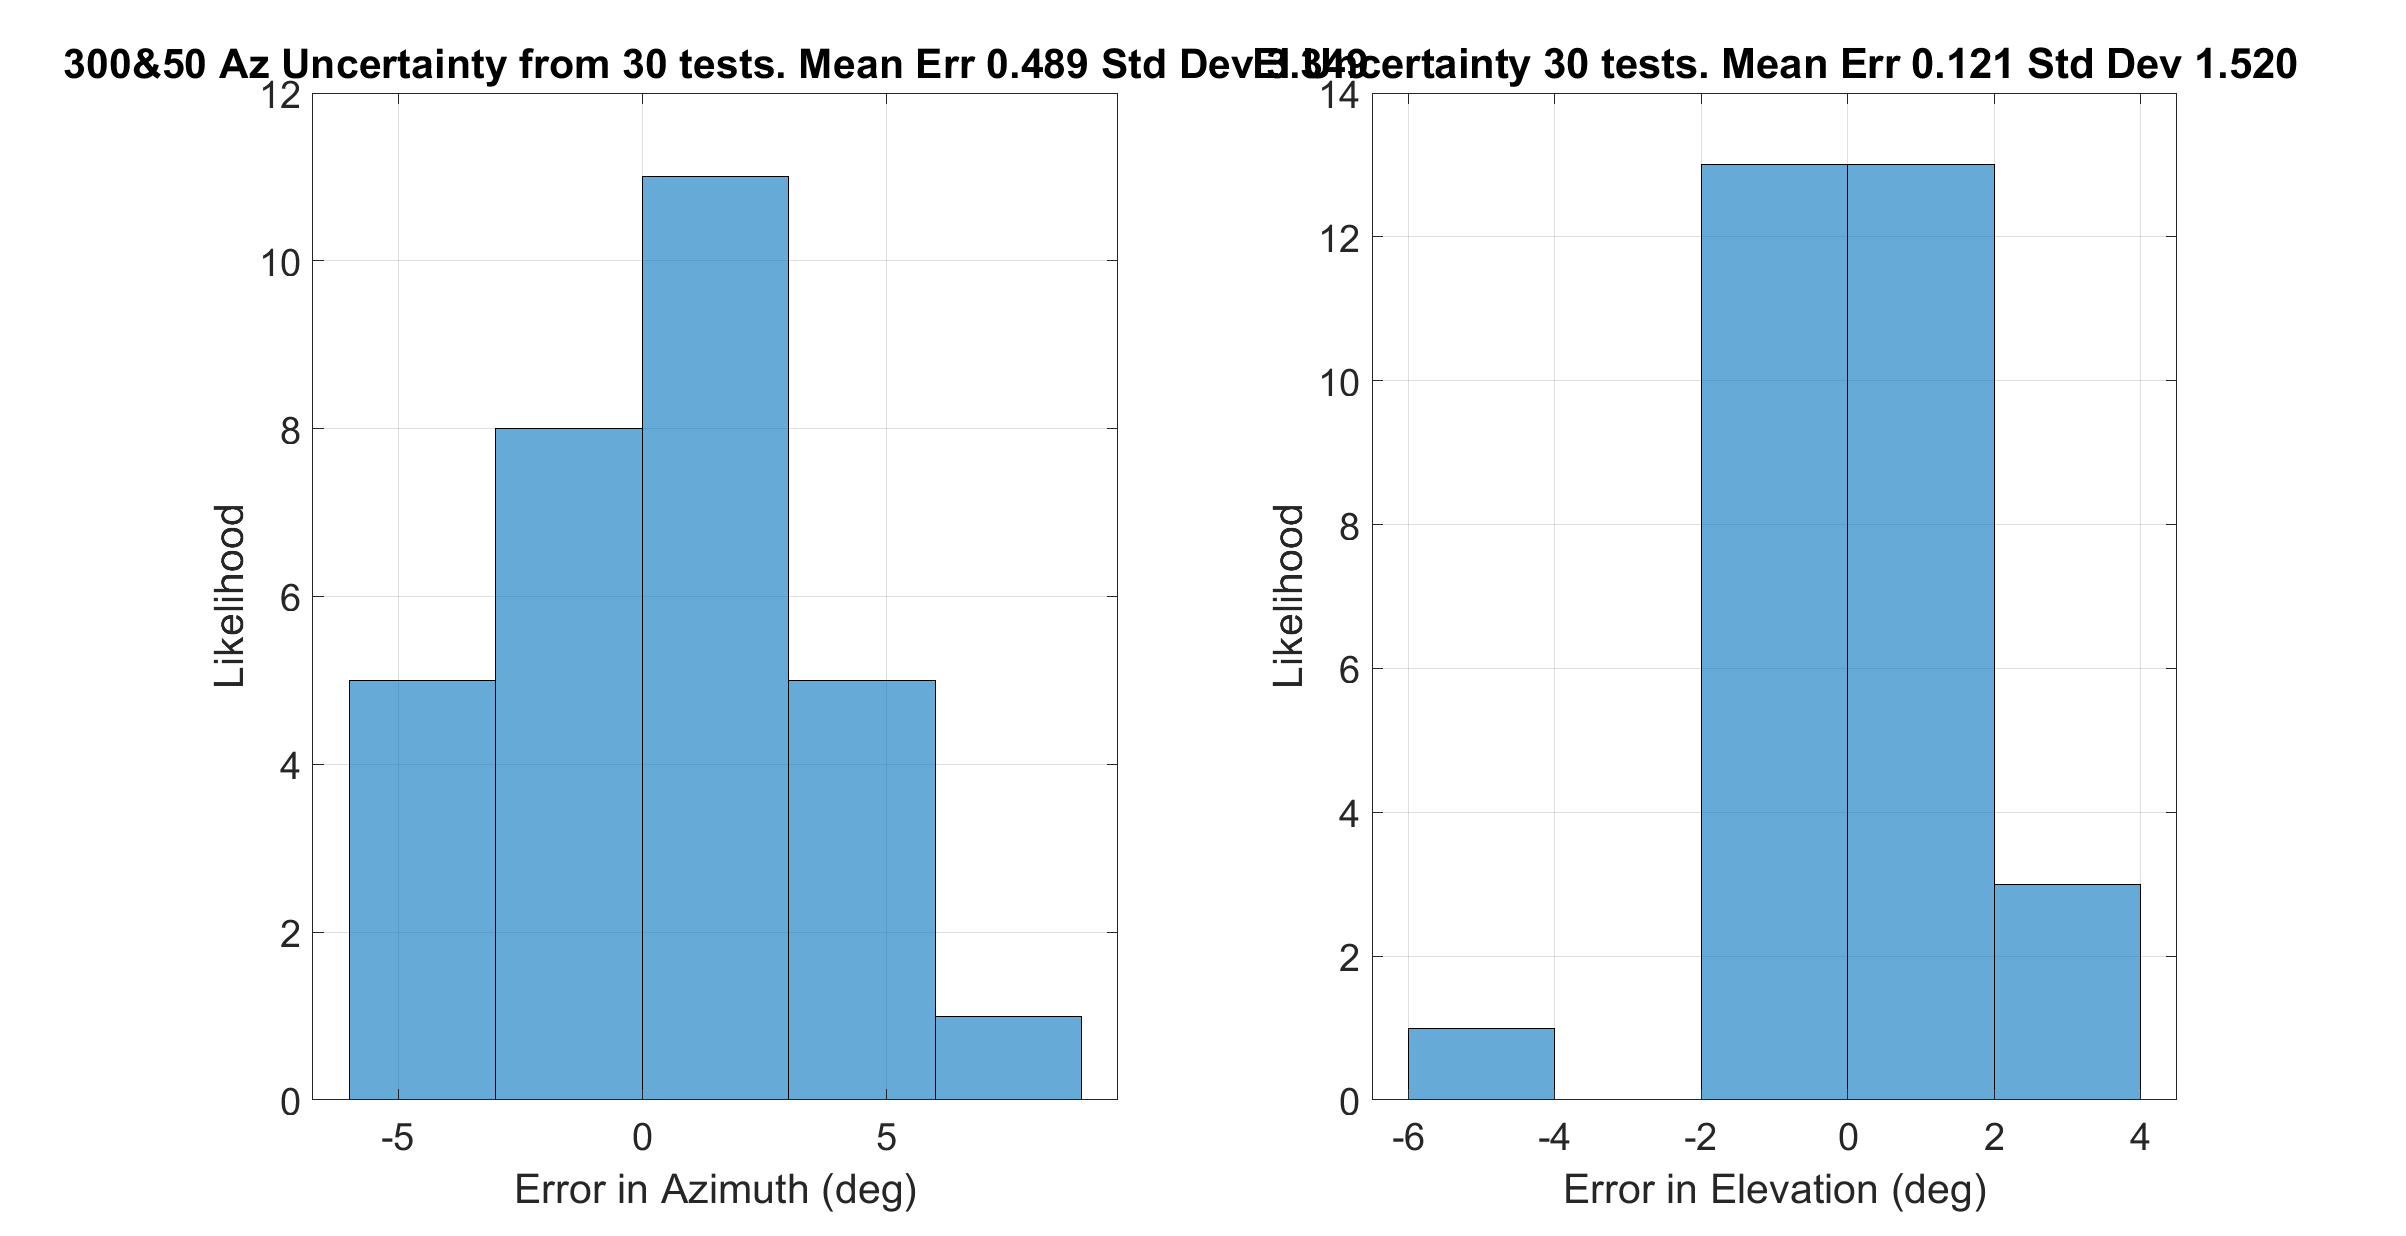 300&50 Az Uncertainty from 30 tests. Mean Err 0.489 Std Dev 3.349
El Uncertainty 30 tests. Mean Err 0.121 Std Dev 1.520
12
10
8
6
4
2
0
Likelihood
-5 0 5
Error in Azimuth (deg)
14
12
10
8
6
4
2
0
Likelihood
-6 -4 -2 0 2 4
Error in Elevation (deg)